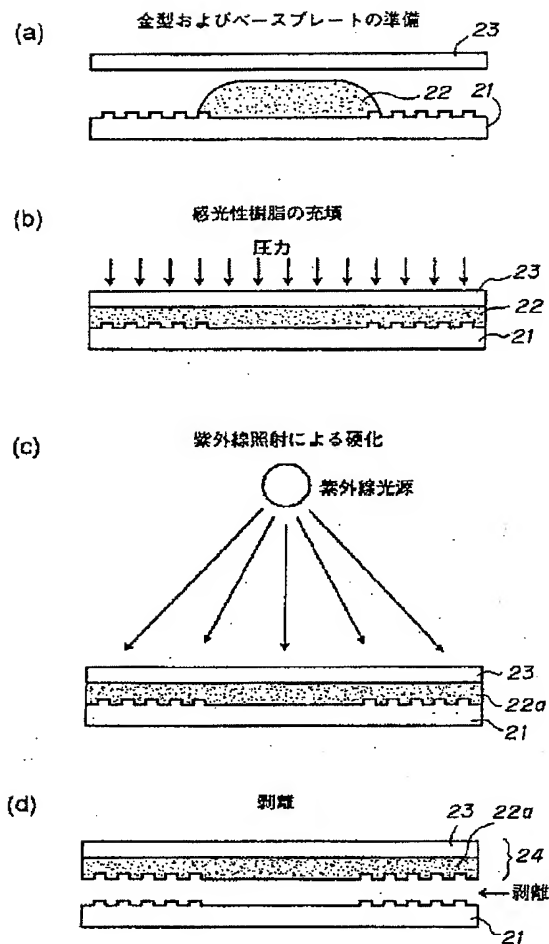 (a)
金型およびベースプレートの準備
23
22
21
(b)
感光性樹脂の充填
圧力
23
22
21
(c)
紫外線照射による硬化
紫外線光源
23
22a
21
(d)
剥離
23
22a
24
剥離
21